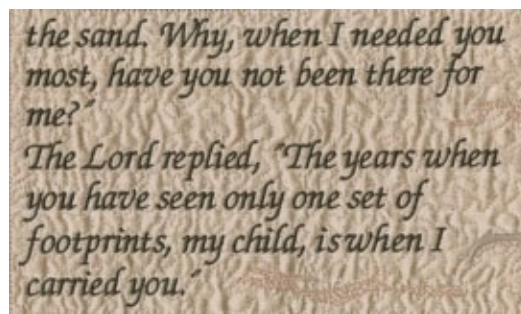 the sand. Why, when I needed you
most, have you not been there for
me?"
The Lord replied, "The years when
you have seen only one set of
footprints, my child, is when I
carried you."